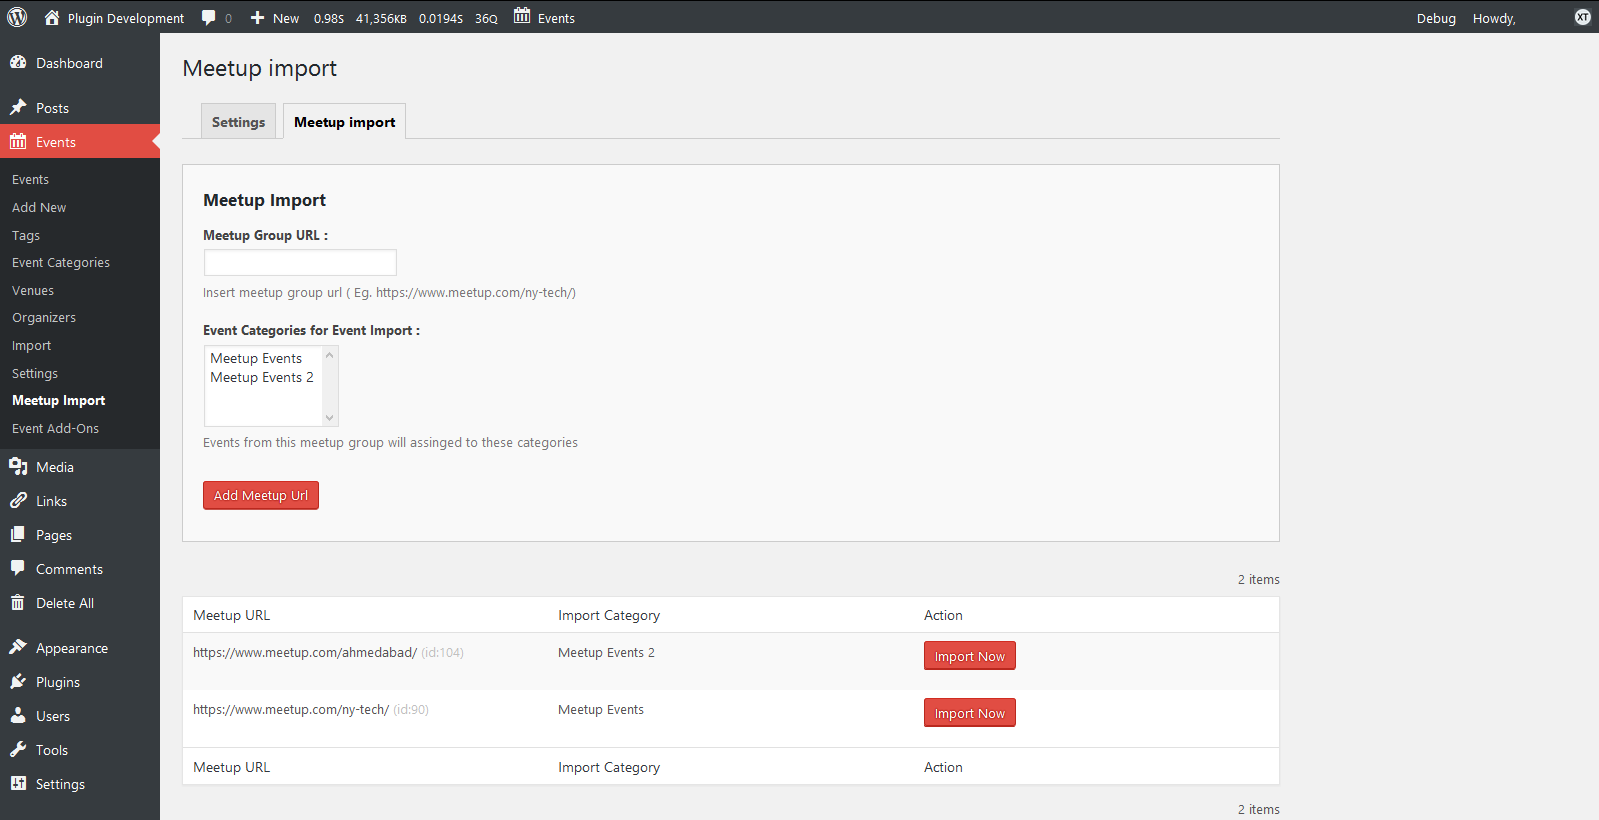 Plugin Development 0 New 0.98S 41,356KB 0.0194S 36Q Events Debug Howdy, XT
Dashboard
Posts
Events
Events
Add New
Tags
Event Categories
Venues
Organizers
Import
Settings
Meetup Import
Event Add-Ons
Media
Links
Pages
Comments
Delete All
Appearance
Plugins
Users
Tools
Settings
Meetup import
Settings Meetup import
Meetup Import
Meetup Group URL :
Insert meetup group url ( Eg. https://www.meetup.com/ny-tech/)
Event Categories for Event Import :
Meetup Events
Meetup Events 2
Events from this meetup group will assinged to these categories
Add Meetup Url
2 items
Meetup URL Import Category Action
https://www.meetup.com/ahmedabad/ (id:104) Meetup Events 2 Import Now
https://www.meetup.com/ny-tech/ (id:90) Meetup Events Import Now
Meetup URL Import Category Action
2 items